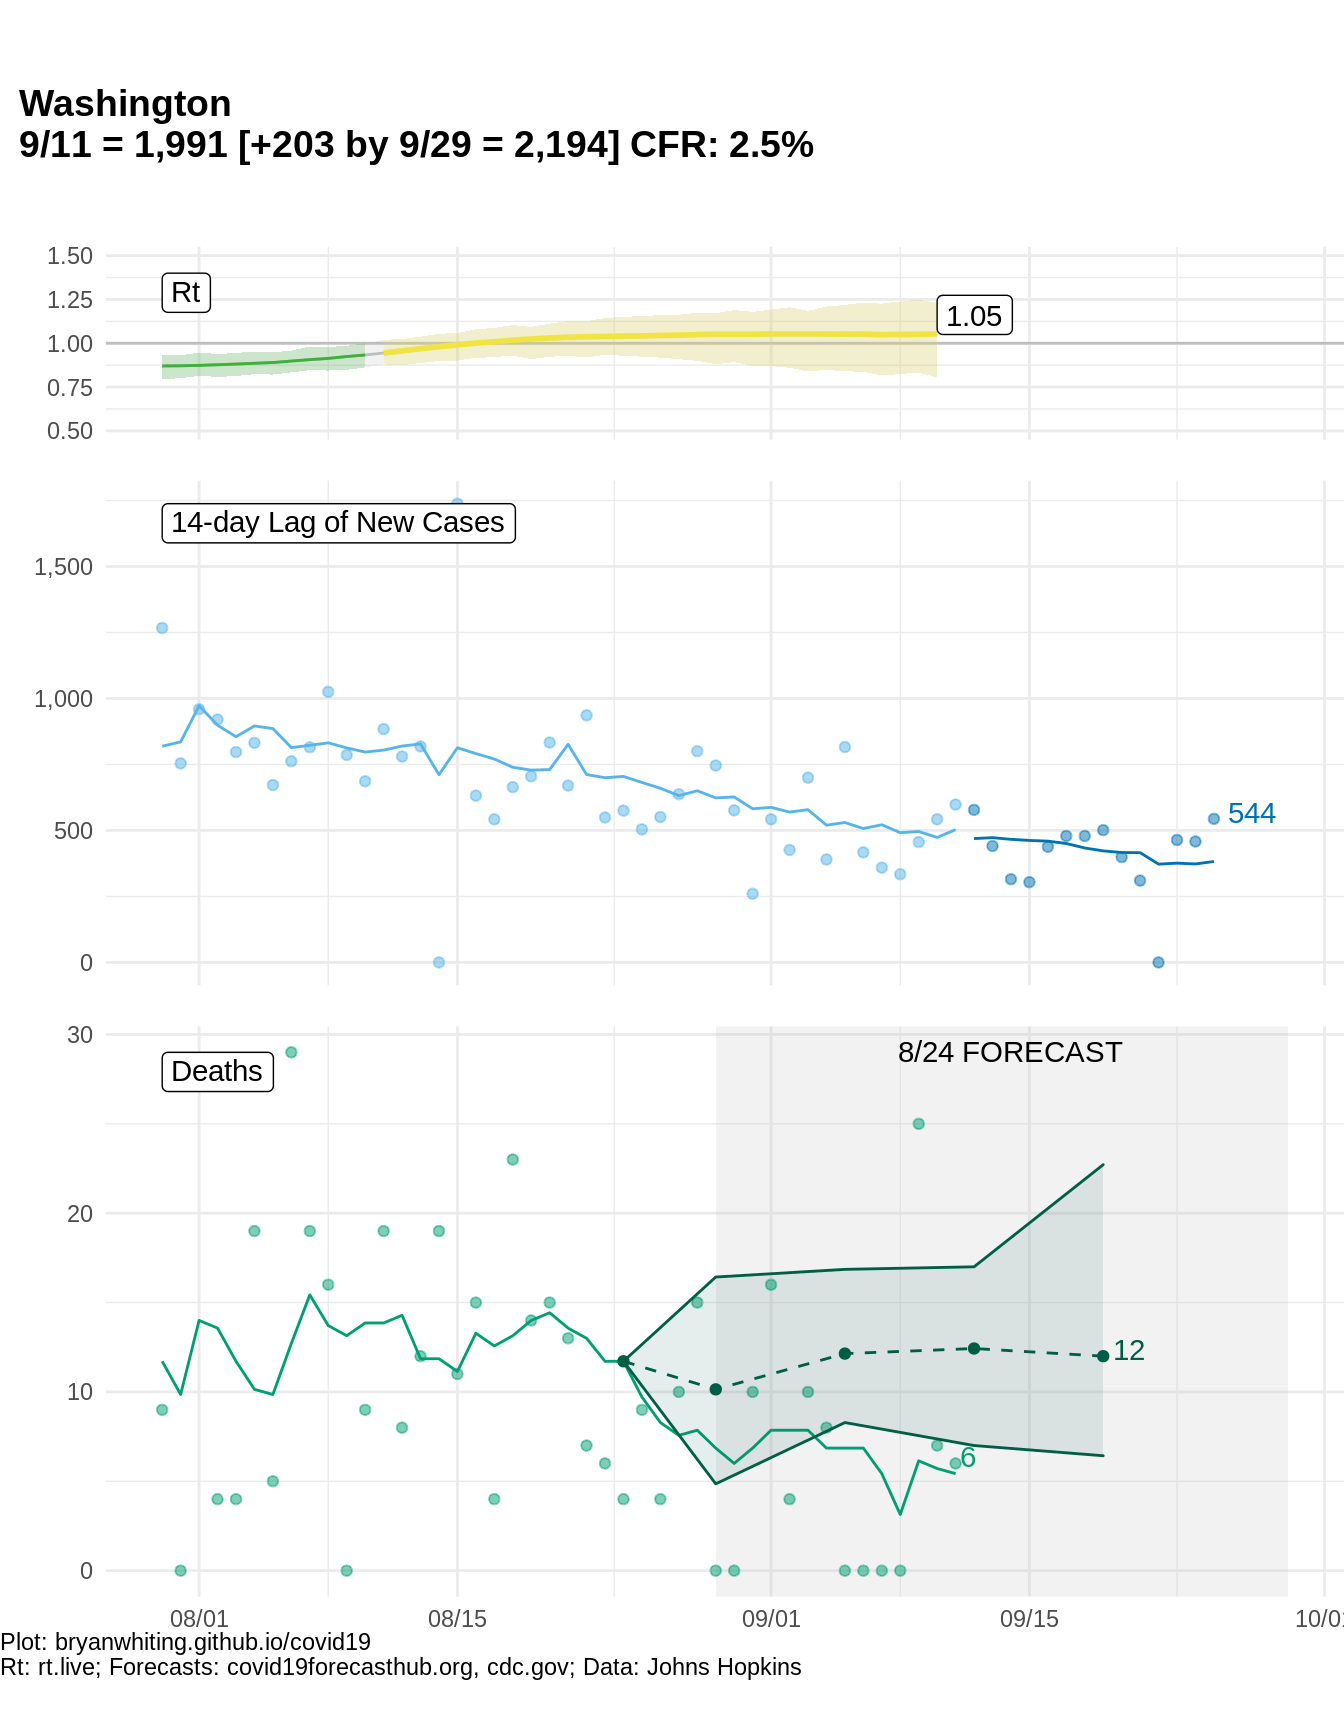 Washington
9/11 = 1,991 [+203 by 9/29 = 2,194] CFR: 2.5%
1.50
1.25
1.00
0.75
0.50
Rt
1.05
14-day Lag of New Cases
1,500
1,000
500
0
544
Deaths
8/24 FORECAST
30
20
10
0
12
6
08/01
08/15
09/01
09/15
10/01
Plot: bryanwhiting.github.io/covid19
Rt: rt.live; Forecasts: covid19forecasthub.org, cdc.gov; Data: Johns Hopkins